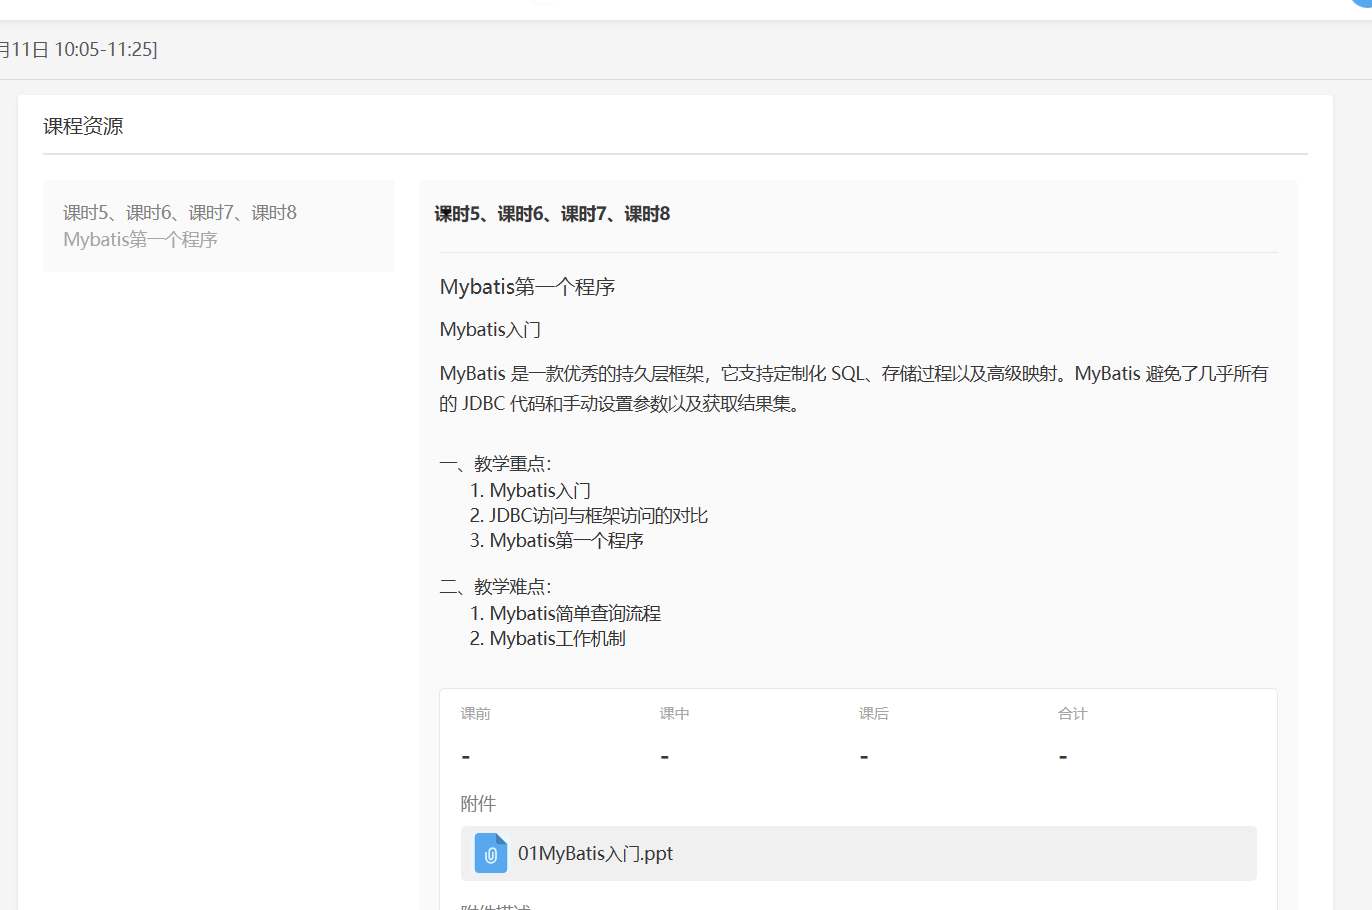 月11日 10:05-11:25]
课程资源
课时5、课时6、课时7、课时8
Mybatis第一个程序
课时5、课时6、课时7、课时8
Mybatis第一个程序
Mybatis入门
MyBatis 是一款优秀的持久层框架，它支持定制化 SQL、存储过程以及高级映射。MyBatis 避免了几乎所有
的 JDBC 代码和手动设置参数以及获取结果集。
一、教学重点：
1. Mybatis入门
2. JDBC访问与框架访问的对比
3. Mybatis第一个程序
二、教学难点：
1. Mybatis简单查询流程
2. Mybatis工作机制
课前 课中 课后 合计
- - - -
附件
01MyBatis入门.ppt
附件描述